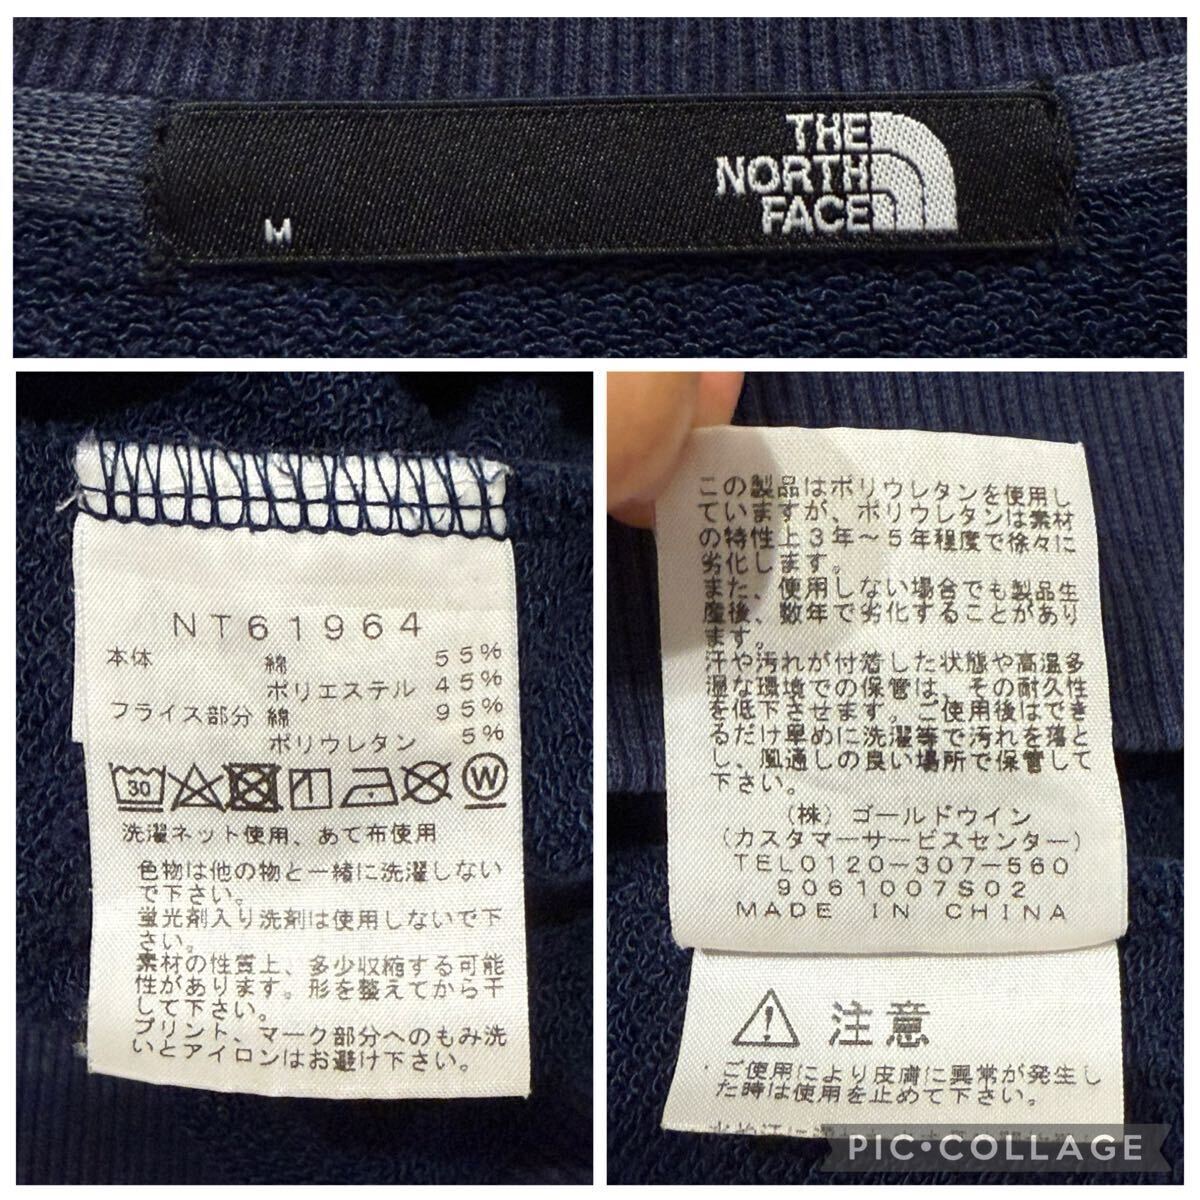 THE
NORTH
FACE
M
NT61964
本体 綿 55%
ポリエステル 45%
フライス部分 綿 95%
ポリウレタン 5%
30 W
洗濯ネット使用、あて布使用
色物は他の物と一緒に洗濯しない
で下さい。
蛍光剤入り洗剤は使用しないで下
さい。
素材の性質上、多少収縮する可能
性があります。形を整えてから干
して下さい。
プリント、マーク部分へのもみ洗
いとアイロンはお避け下さい。
この製品はポリウレタンを使用し
ていますが、ポリウレタンは素材
の特性上3年～5年程度で徐々に
劣化します。
また、使用しない場合でも製品生
産後、数年で劣化することがあり
ます。
汗や汚れが付着した状態や高温多
湿な環境での保管は、その耐久性
を低下させます。ご使用後はでき
るだけ早めに洗濯等で汚れを落と
し、風通しの良い場所で保管して
下さい。
(株)ゴールドウイン
(カスタマーサービスセンター)
TEL0120-307-560
9061007S02
MADE IN CHINA
注意
・ご使用により皮膚に異常が発生し
た時は使用を止めて下さい。
PIC•COLLAGE